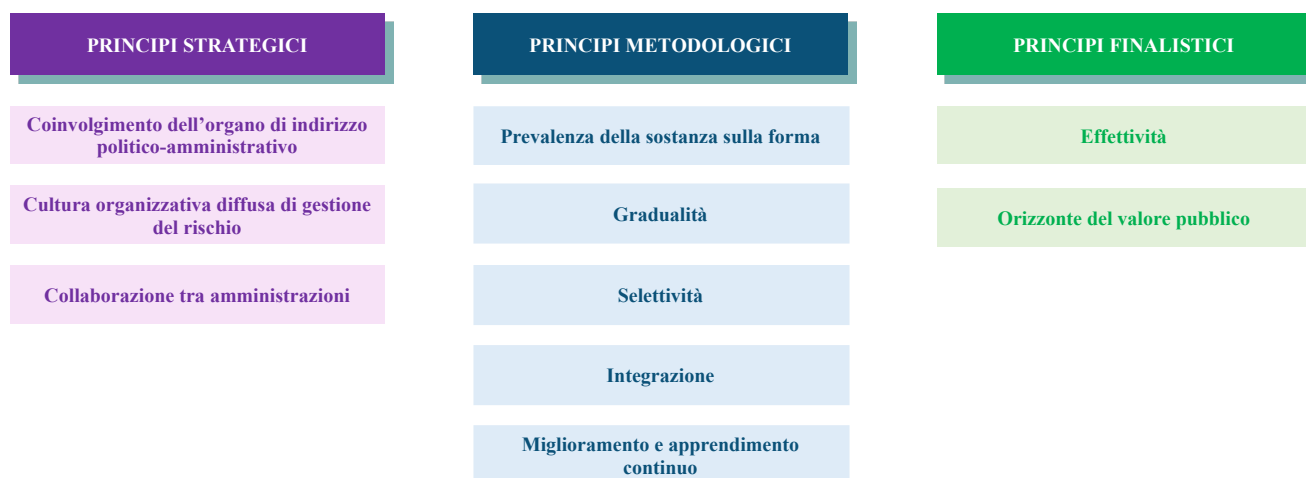 PRINCIPI STRATEGICI
Coinvolgimento dell’organo di indirizzo
politico-amministrativo
Cultura organizzativa diffusa di gestione
del rischio
Collaborazione tra amministrazioni
PRINCIPI METODOLOGICI
Prevalenza della sostanza sulla forma
Gradualità
Selettività
Integrazione
Miglioramento e apprendimento
continuo
PRINCIPI FINALISTICI
Effettività
Orizzonte del valore pubblico